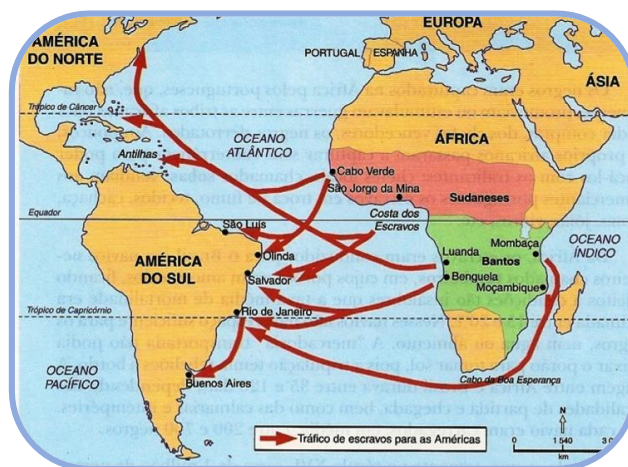 EUROPA
AMÉRICA
DO NORTE
PORTUGAL
ESPANHA
ÁSIA
Trópico de Câncer
OCEANO
ATLÂNTICO
ÁFRICA
Antilhas
Cabo Verde
São Jorge da Mina
Sudaneses
Equador
Costa dos
Escravos
São Luís
Mombaça
OCEANO
ÍNDICO
Olinda
Luanda
Bantos
AMÉRICA
DO SUL
Salvador
Benguela
Moçambique
Rio de Janeiro
Trópico de Capricórnio
OCEANO
PACÍFICO
Buenos Aires
Cabo da Boa Esperança
N
Tráfico de escravos para as Américas
0 1.540
km